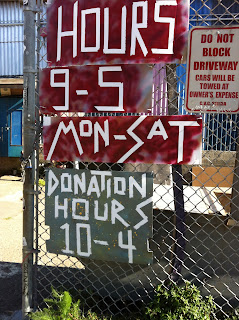 HOURS
9-5
MON-SAT
DONATION
HOURS
10-4
DO NOT
BLOCK
DRIVEWAY
CARS WILL BE
TOWED AT
OWNER'S EXPENSE